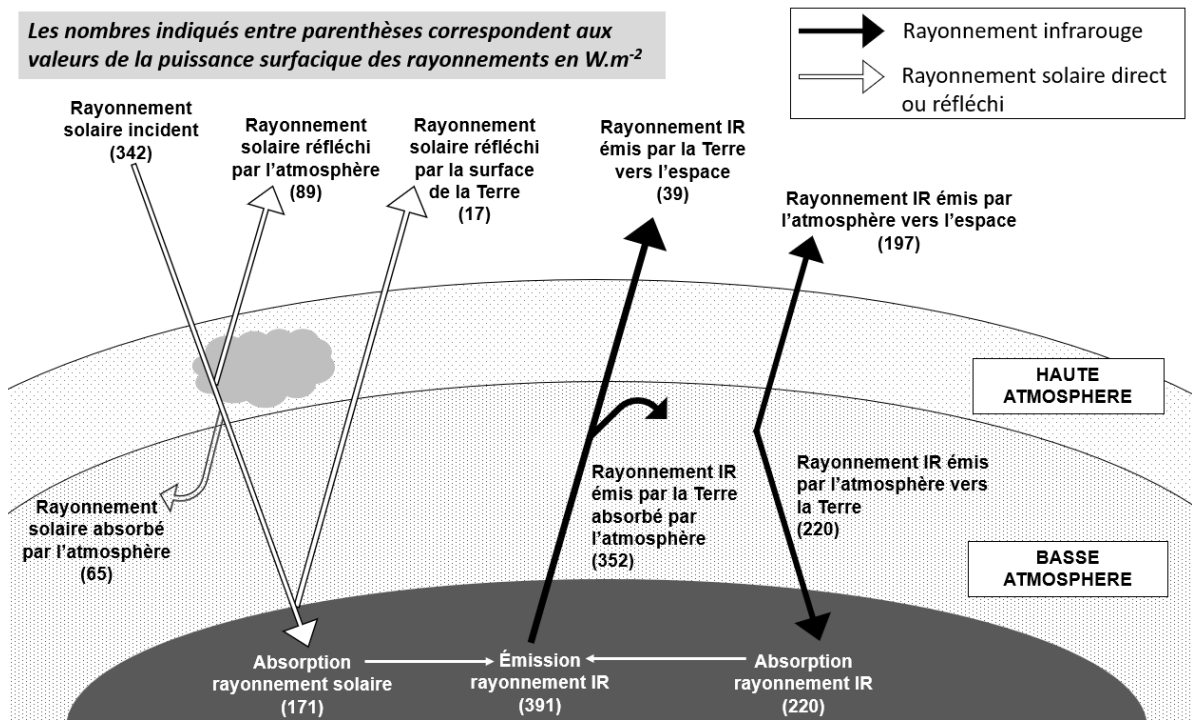 Les nombres indiqués entre parenthèses correspondent aux
valeurs de la puissance surfacique des rayonnements en W.m-2
Rayonnement infrarouge
Rayonnement solaire direct
ou réfléchi
Rayonnement
solaire incident
(342)
Rayonnement
solaire réfléchi
par l'atmosphère
(89)
Rayonnement
solaire réfléchi
par la surface
de la Terre
(17)
Rayonnement IR
émis par la Terre
vers l'espace
(39)
Rayonnement IR émis par
l'atmosphère vers l'espace
(197)
HAUTE
ATMOSPHERE
Rayonnement
solaire absorbé
par l'atmosphère
(65)
Rayonnement IR
émis par la Terre
absorbé par
l'atmosphère
(352)
Rayonnement IR émis
par l'atmosphère vers
la Terre
(220)
BASSE
ATMOSPHERE
Absorption
rayonnement solaire
(171)
Émission
rayonnement IR
(391)
Absorption
rayonnement IR
(220)